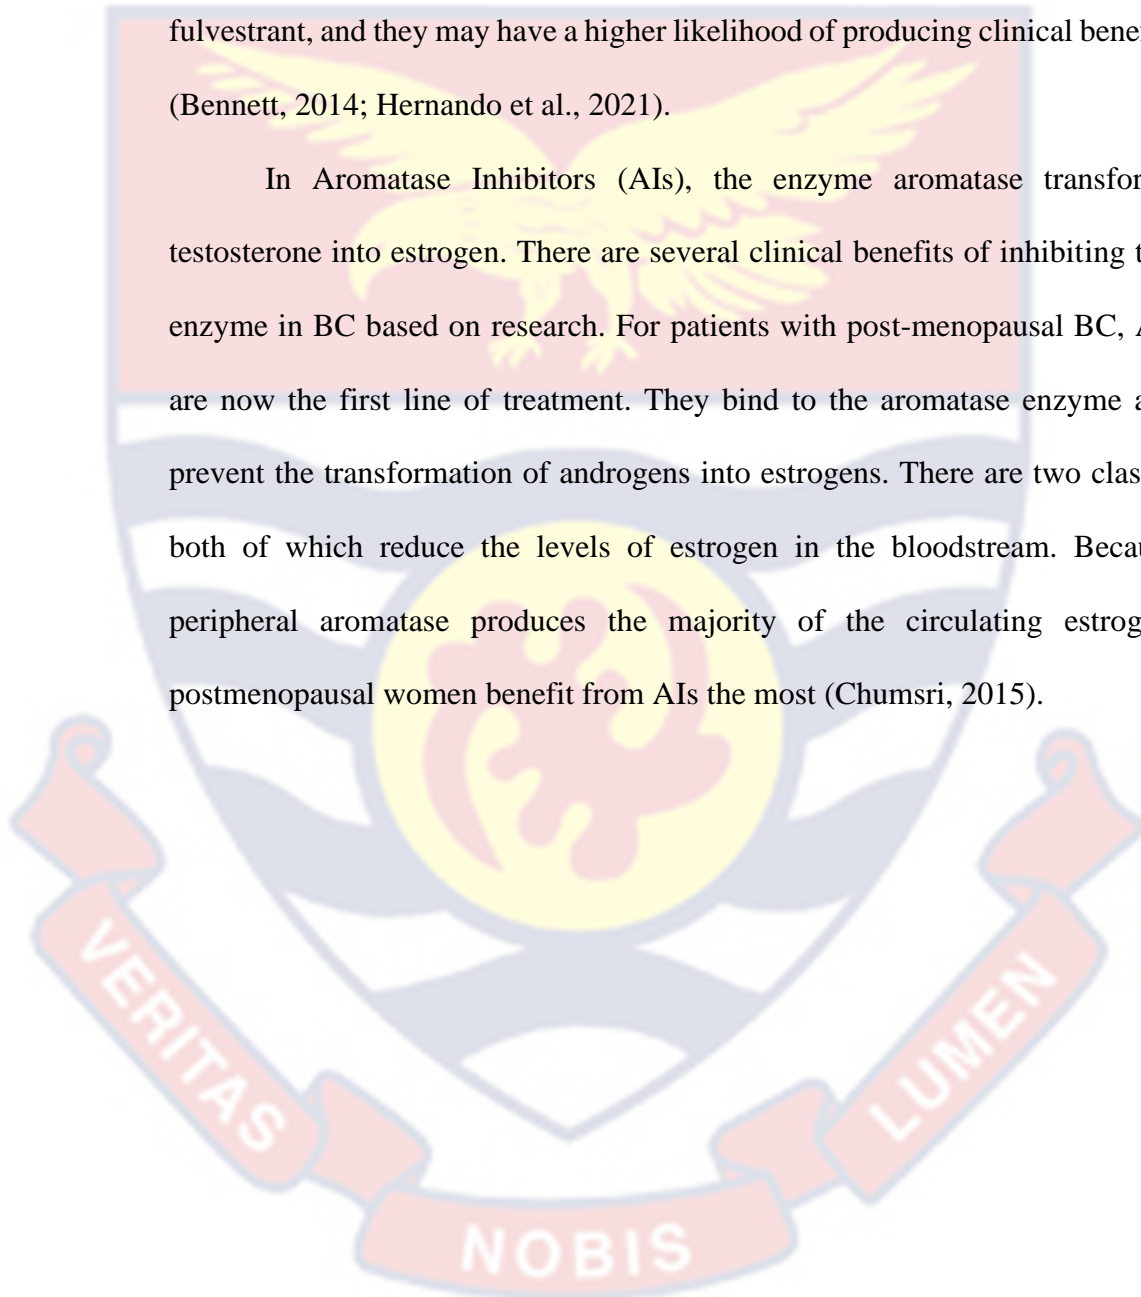 fulvestrant, and they may have a higher likelihood of producing clinical bene
(Bennett, 2014; Hernando et al., 2021).
In Aromatase Inhibitors (AIs), the enzyme aromatase transfor
testosterone into estrogen. There are several clinical benefits of inhibiting t
enzyme in BC based on research. For patients with post-menopausal BC, A
are now the first line of treatment. They bind to the aromatase enzyme a
prevent the transformation of androgens into estrogens. There are two clas
both of which reduce the levels of estrogen in the bloodstream. Becau
peripheral aromatase produces the majority of the circulating estrog
postmenopausal women benefit from AIs the most (Chumsri, 2015).
VERITAS
NOBIS
LUMEN